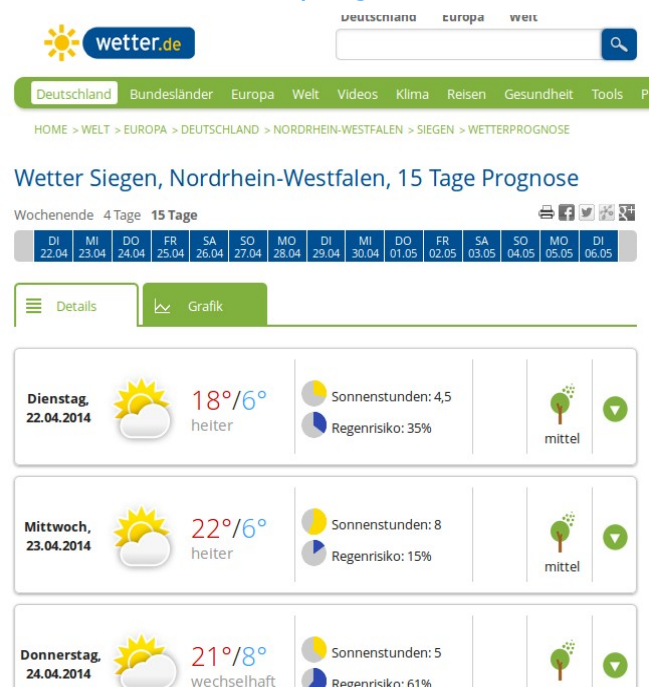 Deutschland Europa Welt
wetter.de
Deutschland Bundesländer Europa Welt Videos Klima Reisen Gesundheit Tools
HOME > WELT > EUROPA > DEUTSCHLAND > NORDRHEIN-WESTFALEN > SIEGEN > WETTERPROGNOSE
Wetter Siegen, Nordrhein-Westfalen, 15 Tage Prognose
Wochenende 4 Tage 15 Tage
DI MI DO FR SA SO MO DI MI DO FR SA SO MO DI
22.04 23.04 24.04 25.04 26.04 27.04 28.04 29.04 30.04 01.05 02.05 03.05 04.05 05.05 06.05
Details Grafik
Dienstag,
22.04.2014
18°/6°
heiter
Sonnenstunden: 4,5
Regenrisiko: 35%
mittel
Mittwoch,
23.04.2014
22°/6°
heiter
Sonnenstunden: 8
Regenrisiko: 15%
mittel
Donnerstag,
24.04.2014
21°/8°
wechselhaft
Sonnenstunden: 5
Regenrisiko: 61%